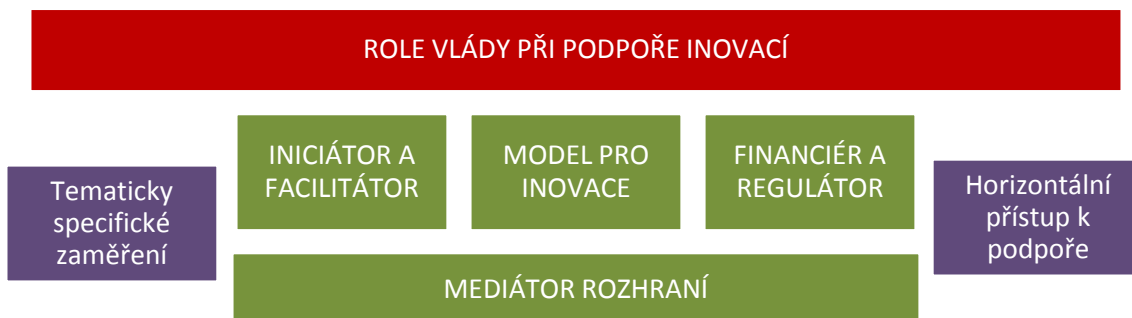 ROLE VLÁDY PŘI PODPOŘE INOVACÍ
INICIÁTOR A
FACILITÁTOR
MODEL PRO
INOVACE
FINANCIÉR A
REGULÁTOR
Tematicky
specifické
zaměření
Horizontální
přístup k
podpoře
MEDIÁTOR ROZHRANÍ